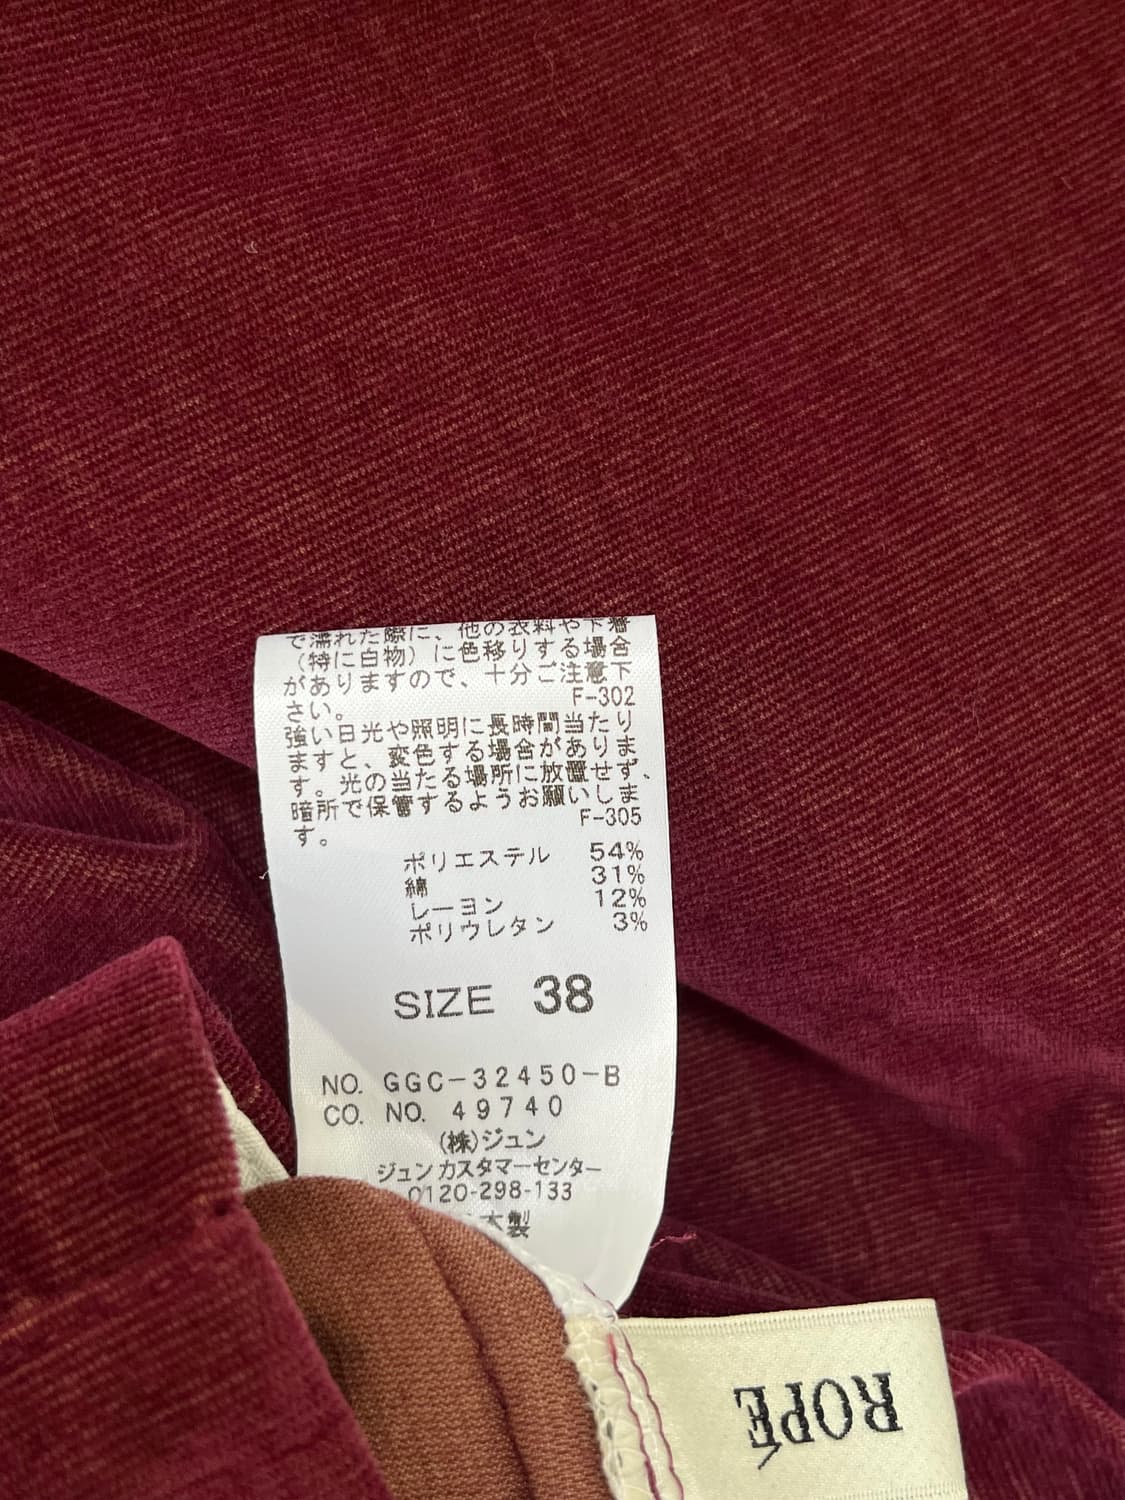 で濡れた際に、他の衣料や下着
（特に白物）に色移りする場合
がありますので、十分ご注意下
さい。
F-302
強い日光や照明に長時間当たり
ますと、変色する場合がありま
す。光の当たる場所に放置せず、
暗所で保管するようお願いしま
す。
F-305
ポリエステル 54%
綿 31%
レーヨン 12%
ポリウレタン 3%
SIZE 38
NO. GGC-32450-B
CO. NO. 49740
(株)ジュン
ジュンカスタマーセンター
0120-298-133
本製
ROPÉ